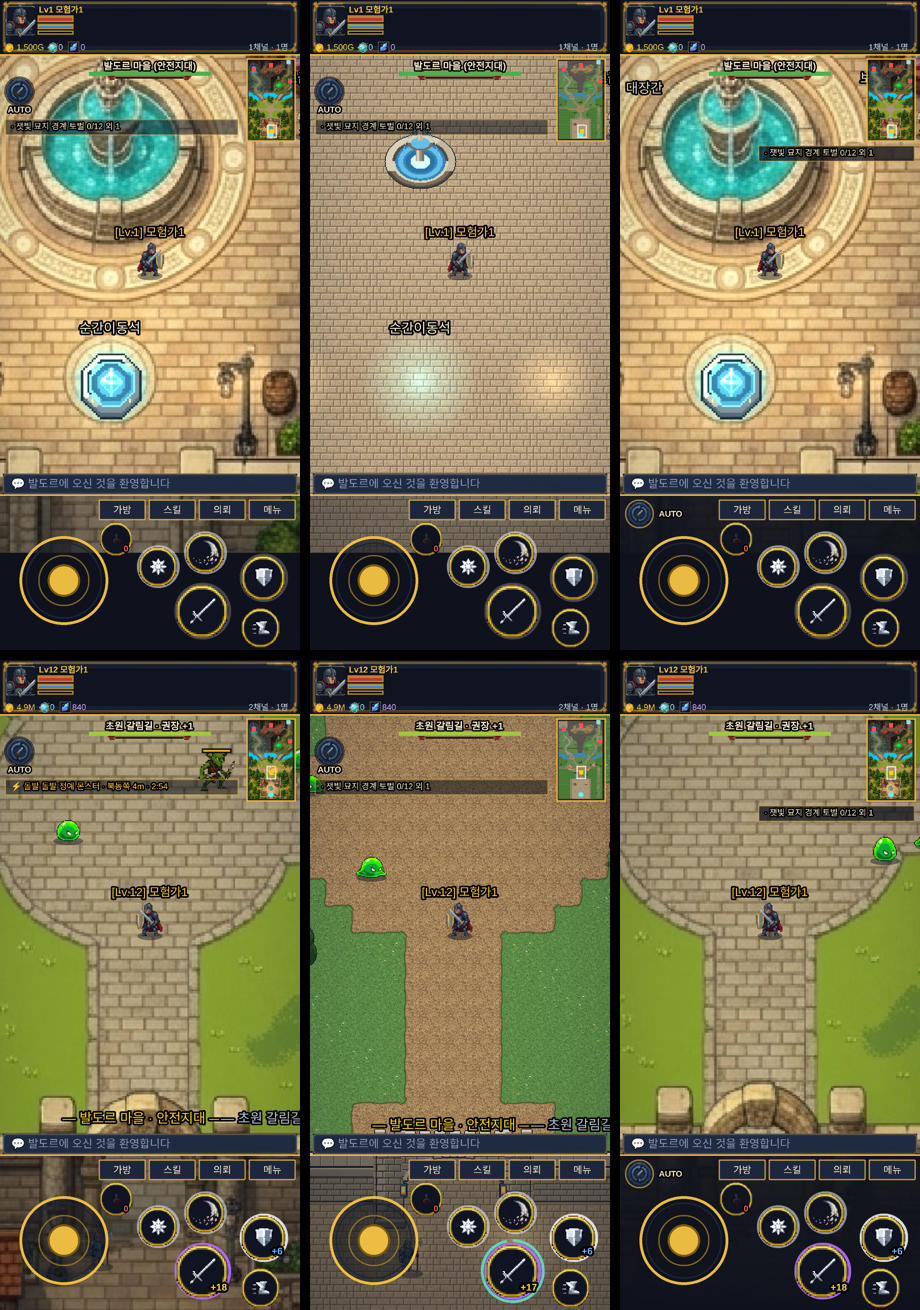 Lv1 모험가1
1,500G 0 0 1채널 · 1명
발도르 마을 (안전지대)
AUTO
· 잿빛 묘지 경계 토벌 0/12 외 1
[Lv.1] 모험가1
순간이동석
발도르에 오신 것을 환영합니다
가방 스킬 의뢰 메뉴
0
Lv1 모험가1
1,500G 0 0 1채널 · 1명
발도르 마을 (안전지대)
AUTO
· 잿빛 묘지 경계 토벌 0/12 외 1
[Lv.1] 모험가1
순간이동석
발도르에 오신 것을 환영합니다
가방 스킬 의뢰 메뉴
0
Lv1 모험가1
1,500G 0 0 1채널 · 1명
발도르 마을 (안전지대)
대장간
· 잿빛 묘지 경계 토벌 0/12 외 1
[Lv.1] 모험가1
발도르에 오신 것을 환영합니다
AUTO 가방 스킬 의뢰 메뉴
0
Lv12 모험가1
4.9M 0 840 2채널 · 1명
초원 갈림길 · 권장 +1
AUTO
돌발 돌발 정예 몬스터 · 북동쪽 4m · 2:54
[Lv.12] 모험가1
— 발도르 마을 · 안전지대 — — 초원 갈림길
발도르에 오신 것을 환영합니다
가방 스킬 의뢰 메뉴
0
+6
+18
Lv12 모험가1
4.9M 0 840 2채널 · 1명
초원 갈림길 · 권장 +1
AUTO
· 잿빛 묘지 경계 토벌 0/12 외 1
[Lv.12] 모험가1
— 발도르 마을 · 안전지대 — — 초원 갈림길
발도르에 오신 것을 환영합니다
가방 스킬 의뢰 메뉴
0
+6
+17
Lv12 모험가1
4.9M 0 840 2채널 · 1명
초원 갈림길 · 권장 +1
· 잿빛 묘지 경계 토벌 0/12 외 1
[Lv.12] 모험가1
발도르에 오신 것을 환영합니다
AUTO 가방 스킬 의뢰 메뉴
0
+6
+18